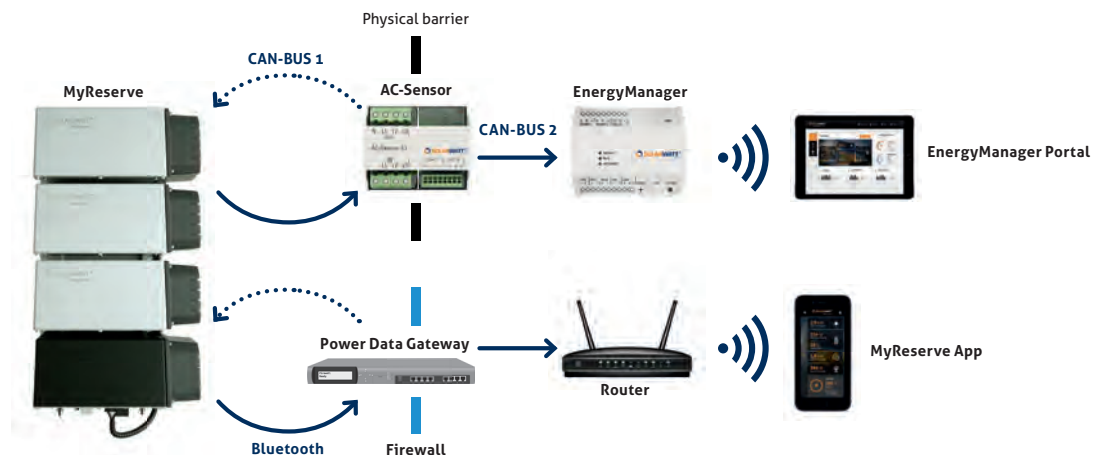 Physical barrier
CAN-BUS 1
MyReserve
AC-Sensor
EnergyManager
CAN-BUS 2
SOLARWATT
EnergyManager Portal
Power Data Gateway
MyReserve App
Router
Bluetooth
Firewall